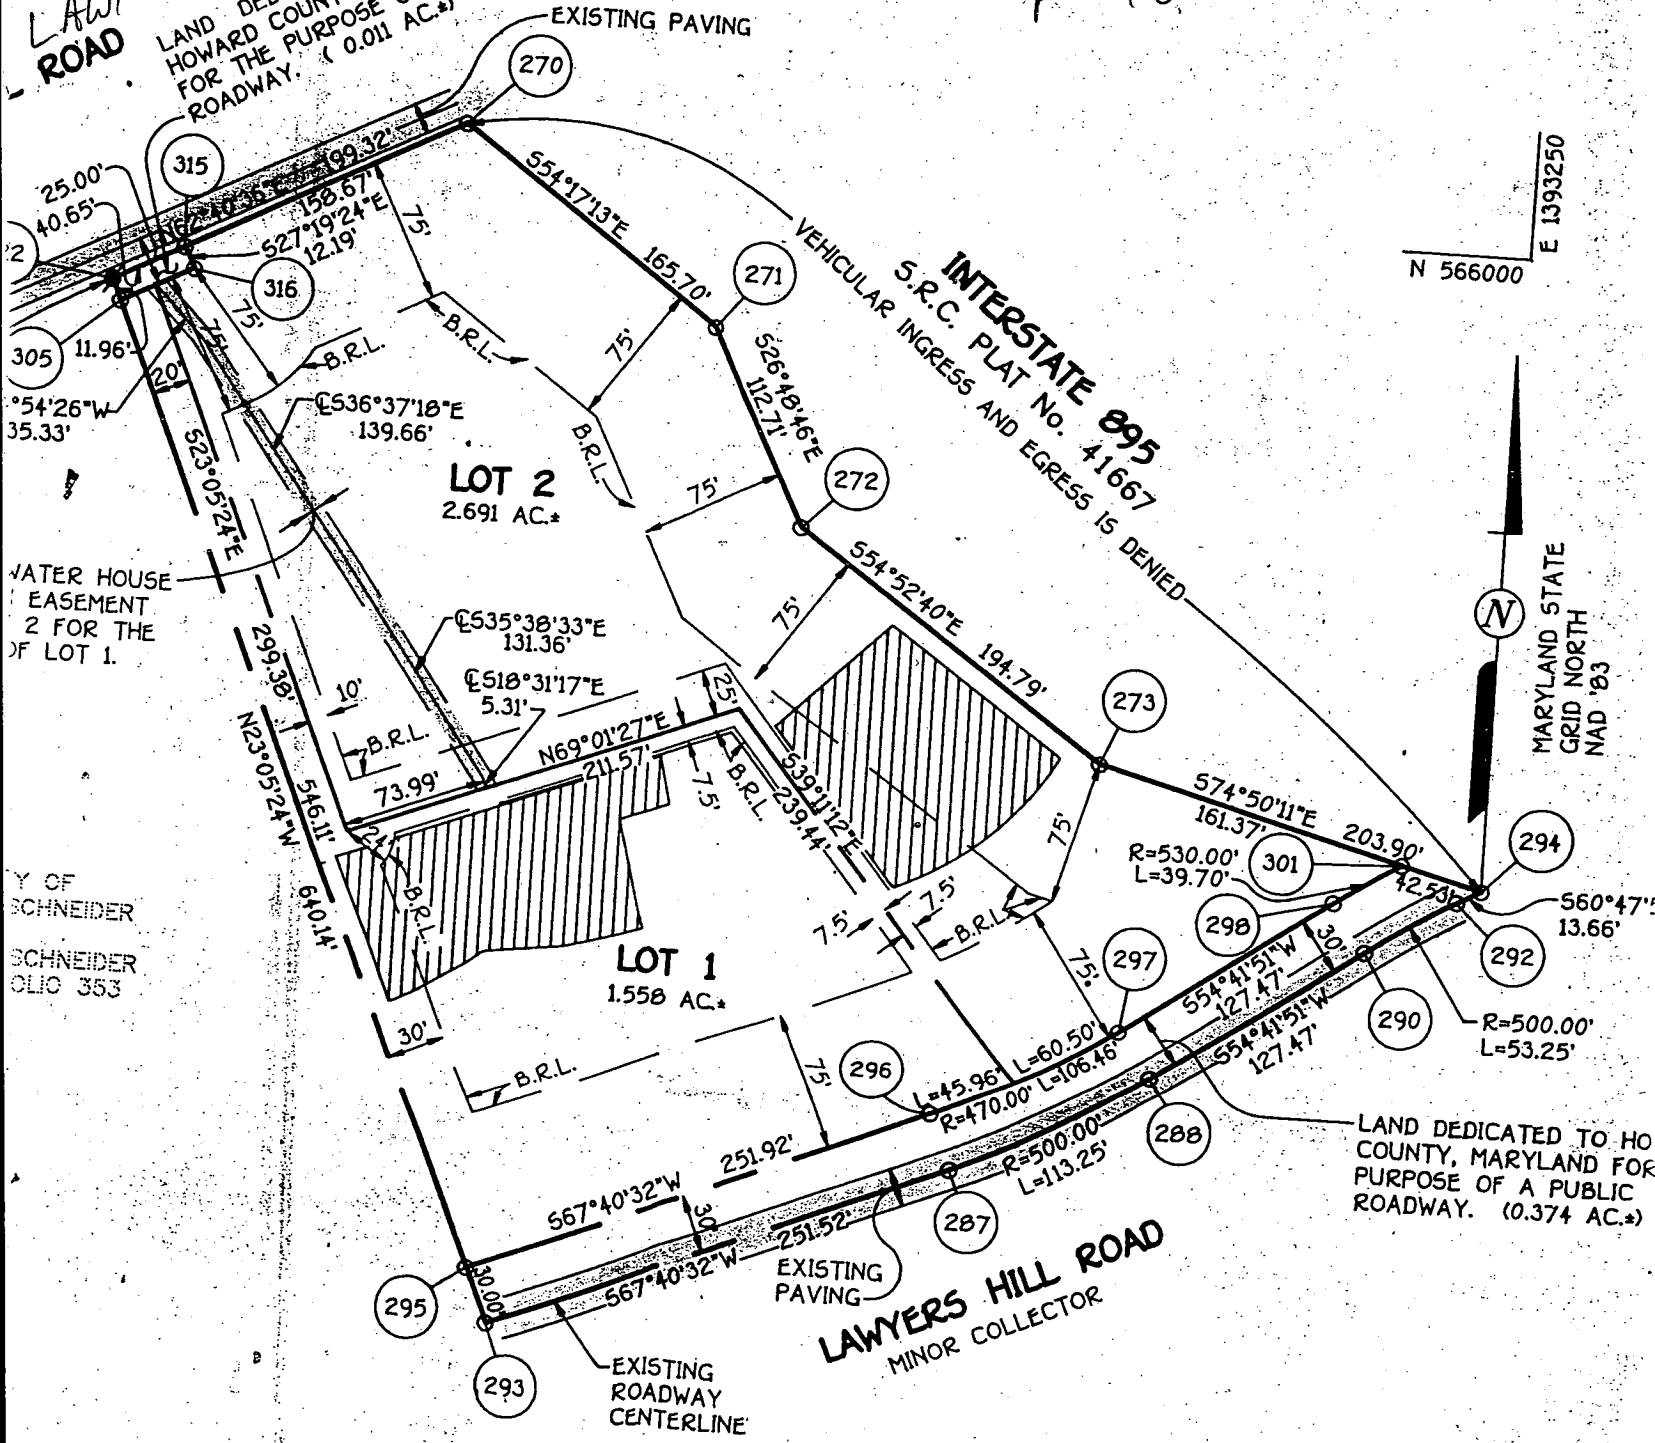 ROAD
HOWARD COUNT
FOR THE PURPOSE
ROADWAY. ( 0.011 AC.±)
EXISTING PAVING
270
315
25.00'
40.65'
199.32'
158.67'
S27°19'24"E
12.19'
316
75'
S54°17'13"E
165.70'
271
75'
VEHICULAR INGRESS AND EGRESS IS DENIED
INTERSTATE 895
S.R.C. PLAT No. 41667
E 1393250
N 566000
305
11.96'
20'
75'
75'
B.R.L.
B.R.L.
°54'26"W
35.33'
℄S36°37'18"E
139.66'
S23°05'24"E
299.38'
LOT 2
2.691 AC.±
B.R.L.
S26°48'46"E
112.71'
75'
272
S54°52'40"E
194.79'
75'
WATER HOUSE
EASEMENT
2 FOR THE
OF LOT 1.
℄S35°38'33"E
131.36'
℄S18°31'17"E
5.31'
10'
B.R.L.
25'
273
N
MARYLAND STATE
GRID NORTH
NAD '83
N23°05'24"W
546.11'
640.14'
73.99'
N69°01'27"E
211.57'
7.5'
B.R.L.
S39°11'12"E
239.44'
24'
B.R.L.
75'
S74°50'11"E
161.37'
203.90'
42.53'
294
R=530.00'
L=39.70'
301
298
S60°47'5
13.66'
292
Y OF
SCHNEIDER
SCHNEIDER
OLIO 353
LOT 1
1.558 AC.±
7.5'
7.5'
B.R.L.
75'
297
S54°41'51"W
127.47'
30'
S54°41'51"W
127.47'
290
R=500.00'
L=53.25'
30'
B.R.L.
75'
296
L=45.96'
L=60.50'
R=470.00'
L=106.46'
288
R=500.00'
L=113.25'
LAND DEDICATED TO HO
COUNTY, MARYLAND FOR
PURPOSE OF A PUBLIC
ROADWAY. (0.374 AC.±)
S67°40'32"W
251.92'
30'
S67°40'32"W
251.52'
287
EXISTING
PAVING
LAWYERS HILL ROAD
MINOR COLLECTOR
295
30.00'
293
EXISTING
ROADWAY
CENTERLINE